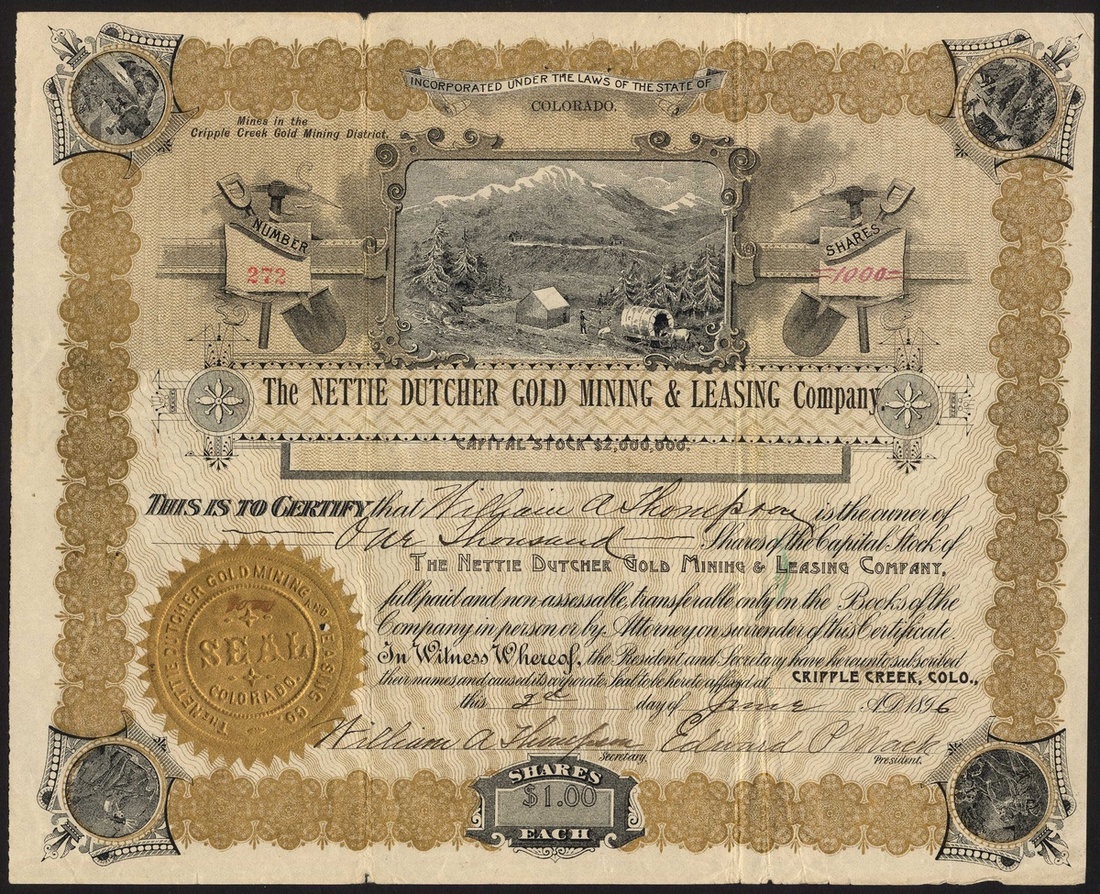 INCORPORATED UNDER THE LAWS OF THE STATE OF
COLORADO.
Mines in the
Cripple Creek Gold Mining District.
NUMBER
272
SHARES
=1000=
The NETTIE DUTCHER GOLD MINING & LEASING Company.
CAPITAL STOCK $2,000,000.
THIS IS TO CERTIFY that William A Thompson is the owner of
One Thousand Shares of the Capital Stock of
THE NETTIE DUTCHER GOLD MINING & LEASING COMPANY,
full paid and non-assessable, transferable only on the Books of the
Company in person or by Attorney on surrender of this Certificate.
In Witness Whereof, the President and Secretary have hereunto subscribed
their names and caused its corporate Seal to be hereto affixed at CRIPPLE CREEK, COLO.,
this 2d day of June A.D. 1896
William A Thompson Edward P Mack
Secretary. President.
THE NETTIE DUTCHER GOLD MINING AND LEASING CO.
SEAL
COLORADO.
SHARES
$1.00
EACH